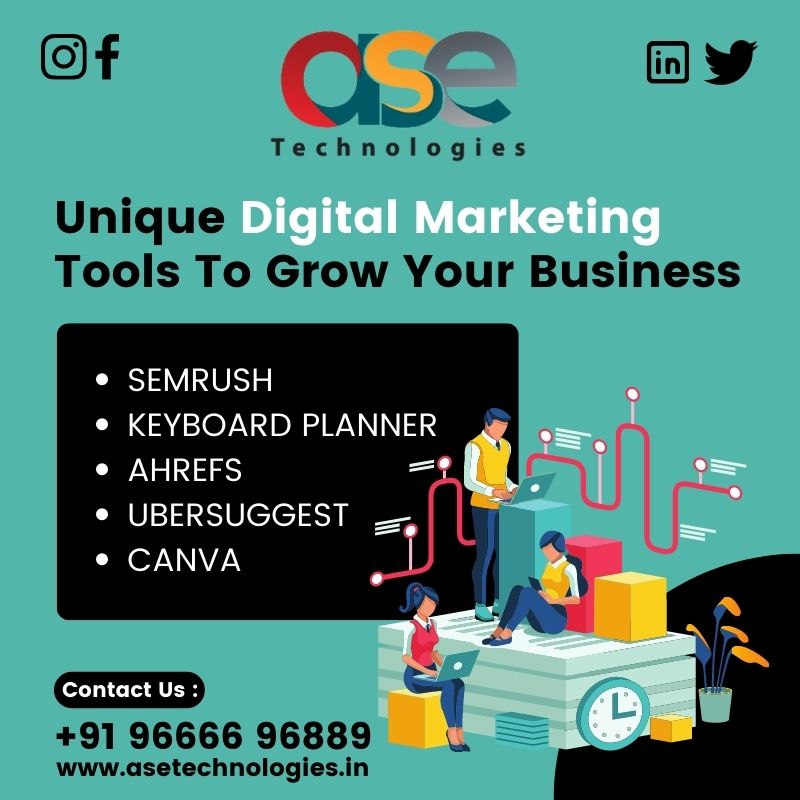 ase
Technologies
Unique Digital Marketing
Tools To Grow Your Business
SEMRUSH
KEYBOARD PLANNER
AHREFS
UBERSUGGEST
CANVA
Contact Us :
+91 96666 96889
www.asetechnologies.in